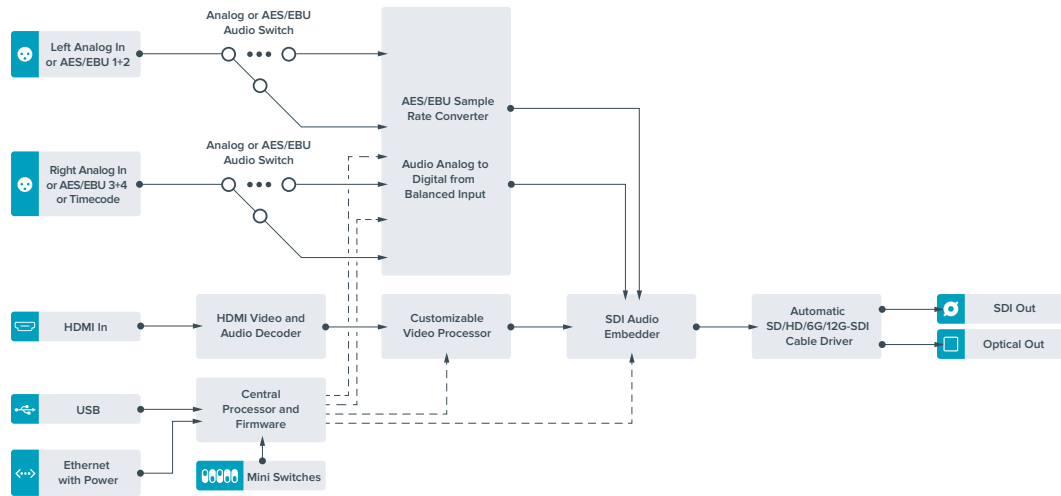 Analog or AES/EBU
Audio Switch
Left Analog In
or AES/EBU 1+2
AES/EBU Sample
Rate Converter
Analog or AES/EBU
Audio Switch
Right Analog In
or AES/EBU 3+4
or Timecode
Audio Analog to
Digital from
Balanced Input
HDMI In
HDMI Video and
Audio Decoder
Customizable
Video Processor
SDI Audio
Embedder
Automatic
SD/HD/6G/12G-SDI
Cable Driver
SDI Out
Optical Out
USB
Central
Processor and
Firmware
Ethernet
with Power
Mini Switches